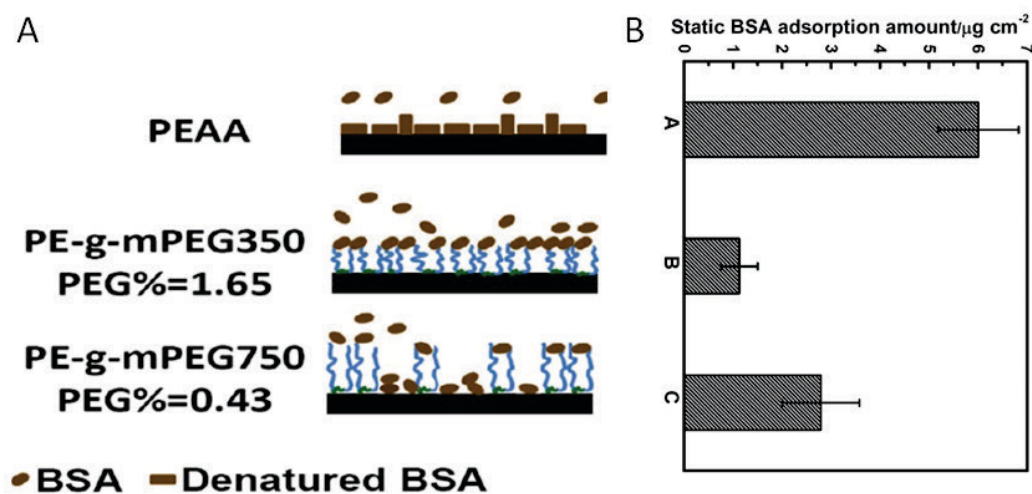 A
PEAA
PE-g-mPEG350
PEG%=1.65
PE-g-mPEG750
PEG%=0.43
BSA Denatured BSA
B
Static BSA adsorption amount/μg cm⁻²
0 1 2 3 4 5 6 7
A
B
C